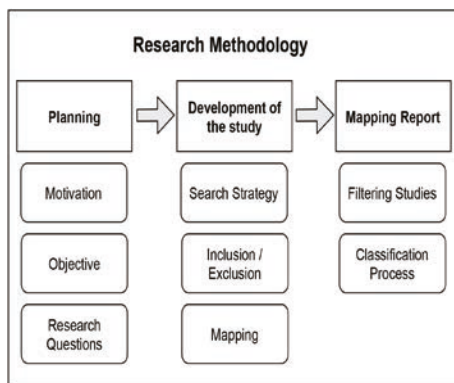 Research Methodology
Planning
Development of
the study
Mapping Report
Motivation
Search Strategy
Filtering Studies
Objective
Inclusion /
Exclusion
Classification
Process
Research
Questions
Mapping